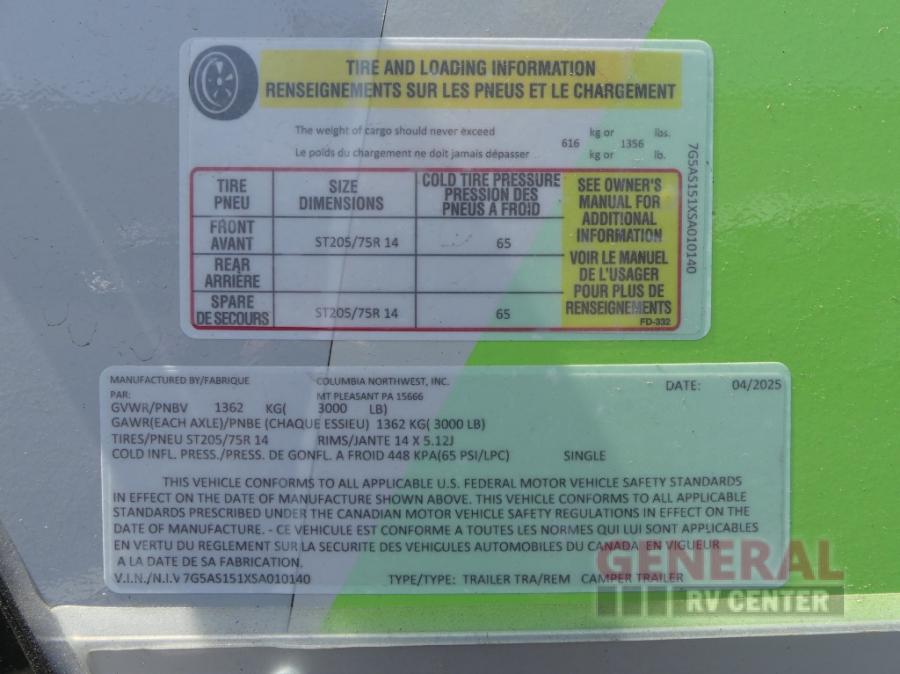 TIRE AND LOADING INFORMATION
RENSEIGNEMENTS SUR LES PNEUS ET LE CHARGEMENT
The weight of cargo should never exceed 616 kg or 1356 lbs.
Le poids du chargement ne doit jamais dépasser kg or lb.
7G5AS151XSA010140
TIRE
PNEU
SIZE
DIMENSIONS
COLD TIRE PRESSURE
PRESSION DES
PNEUS A FROID
SEE OWNER'S
MANUAL FOR
ADDITIONAL
INFORMATION
VOIR LE MANUEL
DE L'USAGER
POUR PLUS DE
RENSEIGNEMENTS
FD-332
FRONT
AVANT
ST205/75R 14
65
REAR
ARRIÈRE
SPARE
DE SECOURS
ST205/75R 14
65
MANUFACTURED BY/FABRIQUE COLUMBIA NORTHWEST, INC. DATE: 04/2025
PAR: MT PLEASANT PA 15666
GVWR/PNBV 1362 KG( 3000 LB)
GAWR(EACH AXLE)/PNBE (CHAQUE ESSIEU) 1362 KG( 3000 LB)
TIRES/PNEU ST205/75R 14 RIMS/JANTE 14 X 5.12J
COLD INFL. PRESS./PRESS. DE GONFL. A FROID 448 KPA(65 PSI/LPC) SINGLE
THIS VEHICLE CONFORMS TO ALL APPLICABLE U.S. FEDERAL MOTOR VEHICLE SAFETY STANDARDS
IN EFFECT ON THE DATE OF MANUFACTURE SHOWN ABOVE. THIS VEHICLE CONFORMS TO ALL APPLICABLE
STANDARDS PRESCRIBED UNDER THE CANADIAN MOTOR VEHICLE SAFETY REGULATIONS IN EFFECT ON THE
DATE OF MANUFACTURE. - CE VEHICULE EST CONFORME A TOUTES LES NORMES QUI LUI SONT APPLICABLES
EN VERTU DU REGLEMENT SUR LA SECURITE DES VEHICULES AUTOMOBILES DU CANADA EN VIGUEUR
A LA DATE DE SA FABRICATION.
V.I.N./N.I.V 7G5AS151XSA010140 TYPE/TYPE: TRAILER TRA/REM CAMPER TRAILER
GENERAL
RV CENTER